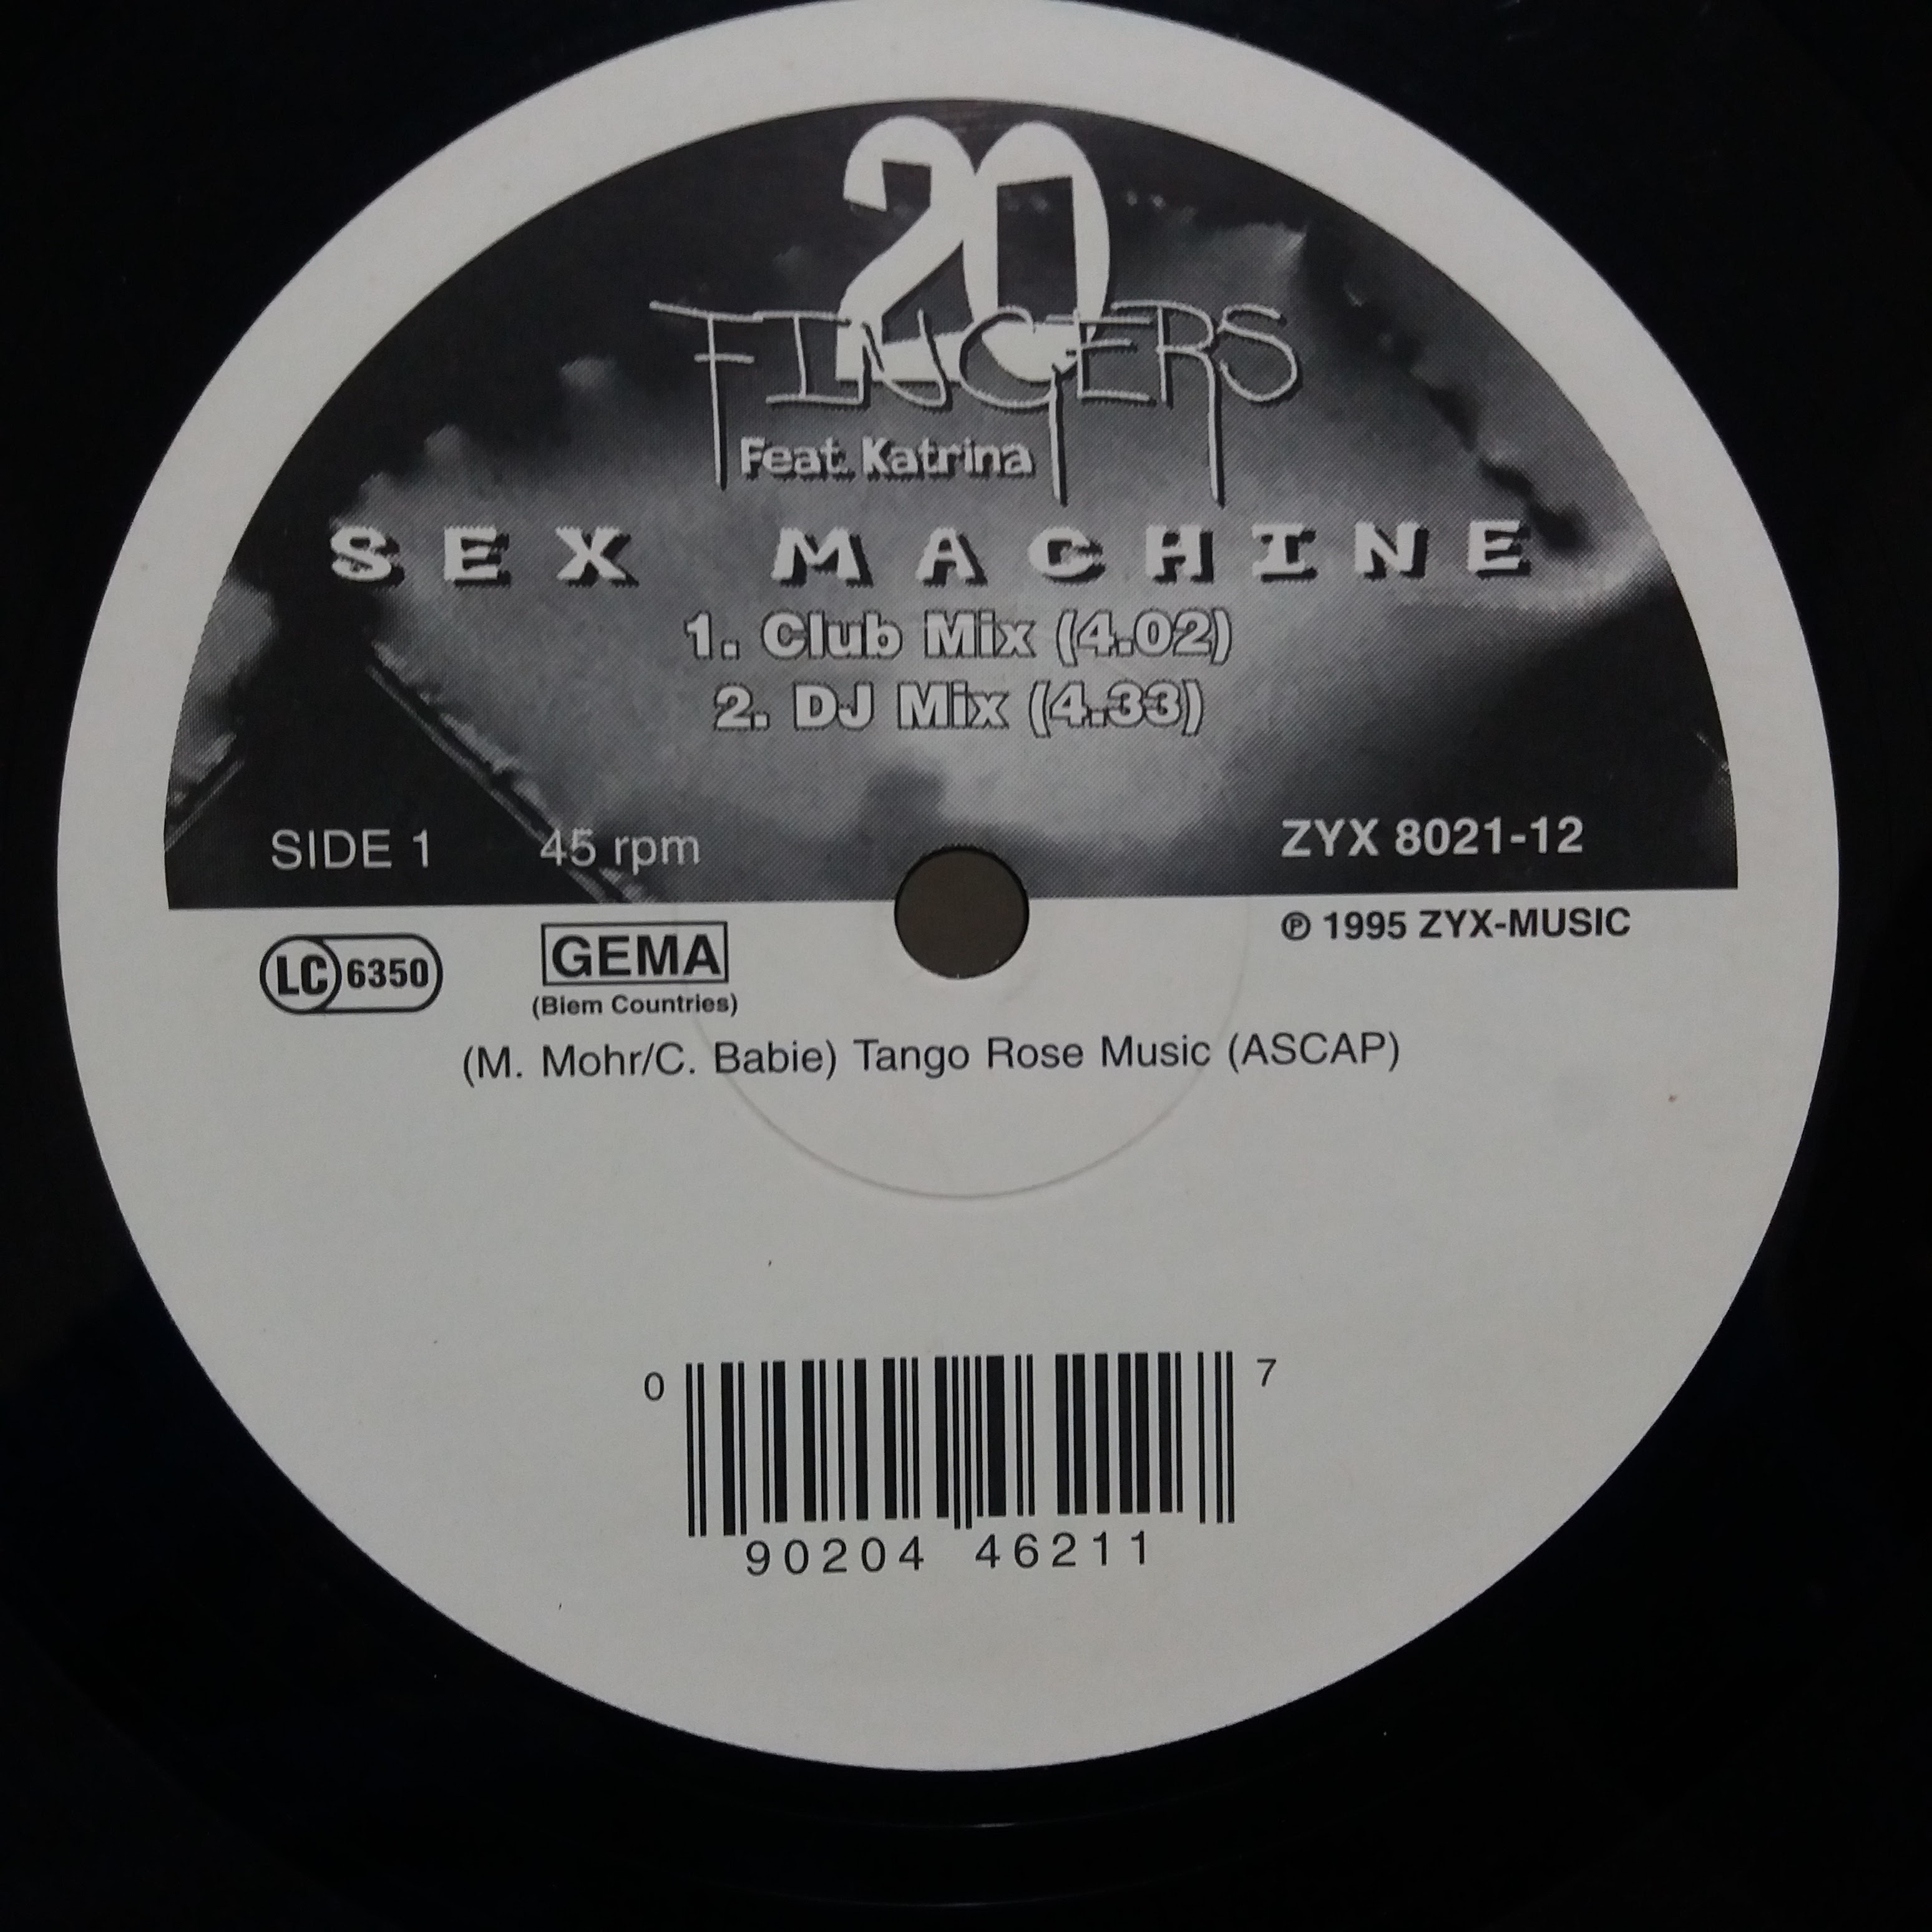 20
FINGERS
Feat. Katrina
SEX MACHINE
1. Club Mix (4.02)
2. DJ Mix (4.33)
SIDE 1 45 rpm ZYX 8021-12
℗ 1995 ZYX-MUSIC
LC 6350 GEMA
(Biem Countries)
(M. Mohr/C. Babie) Tango Rose Music (ASCAP)
0 7
90204 46211